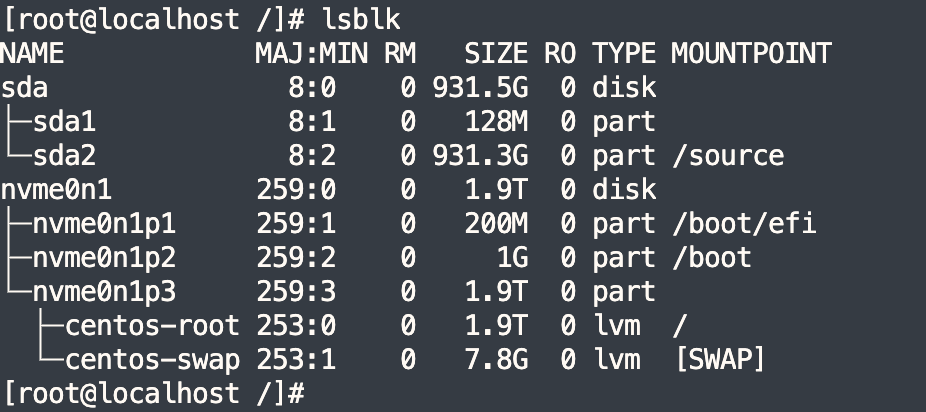 [root@localhost /]# lsblk
NAME            MAJ:MIN RM   SIZE RO TYPE MOUNTPOINT
sda               8:0    0 931.5G  0 disk
├─sda1            8:1    0   128M  0 part
└─sda2            8:2    0 931.3G  0 part /source
nvme0n1         259:0    0   1.9T  0 disk
├─nvme0n1p1     259:1    0   200M  0 part /boot/efi
├─nvme0n1p2     259:2    0     1G  0 part /boot
└─nvme0n1p3     259:3    0   1.9T  0 part
  ├─centos-root 253:0    0   1.9T  0 lvm  /
  └─centos-swap 253:1    0   7.8G  0 lvm  [SWAP]
[root@localhost /]#